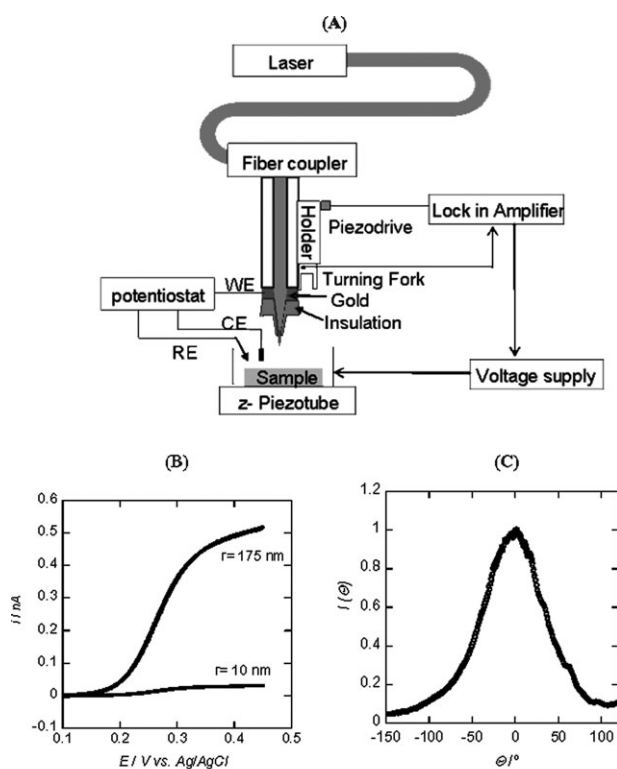 (A)
Laser
Fiber coupler
Holder
Piezodrive
Lock in Amplifier
Turning Fork
WE
Gold
potentiostat
Insulation
CE
RE
Sample
Voltage supply
z- Piezotube
(B)
0.6
0.5
0.4
0.3
0.2
0.1
0
-0.1
i / nA
r= 175 nm
r= 10 nm
0.1 0.2 0.3 0.4 0.5
E / V vs. Ag/AgCl
(C)
1.2
1
0.8
0.6
0.4
0.2
0
I (Θ)
-150 -100 -50 0 50 100
Θ / °